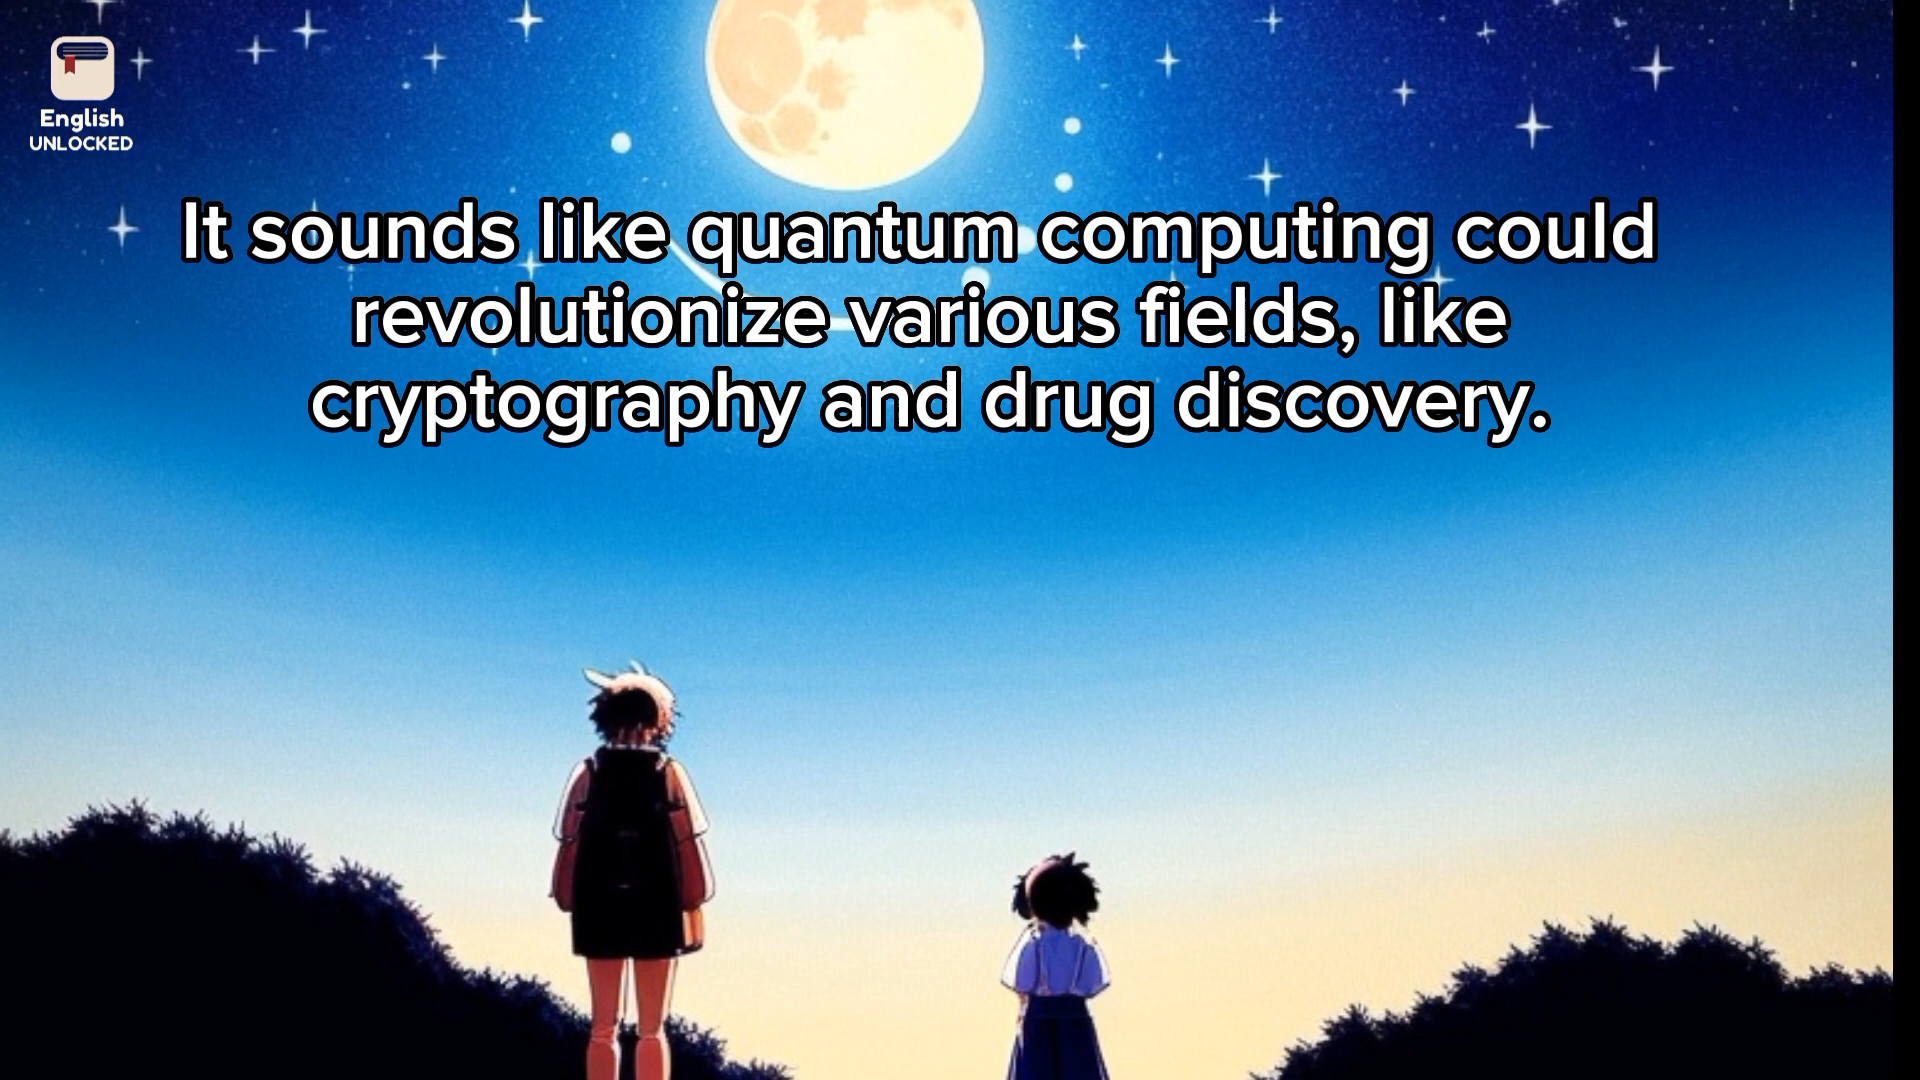 English
UNLOCKED
It sounds like quantum computing could
revolutionize various fields, like
cryptography and drug discovery.